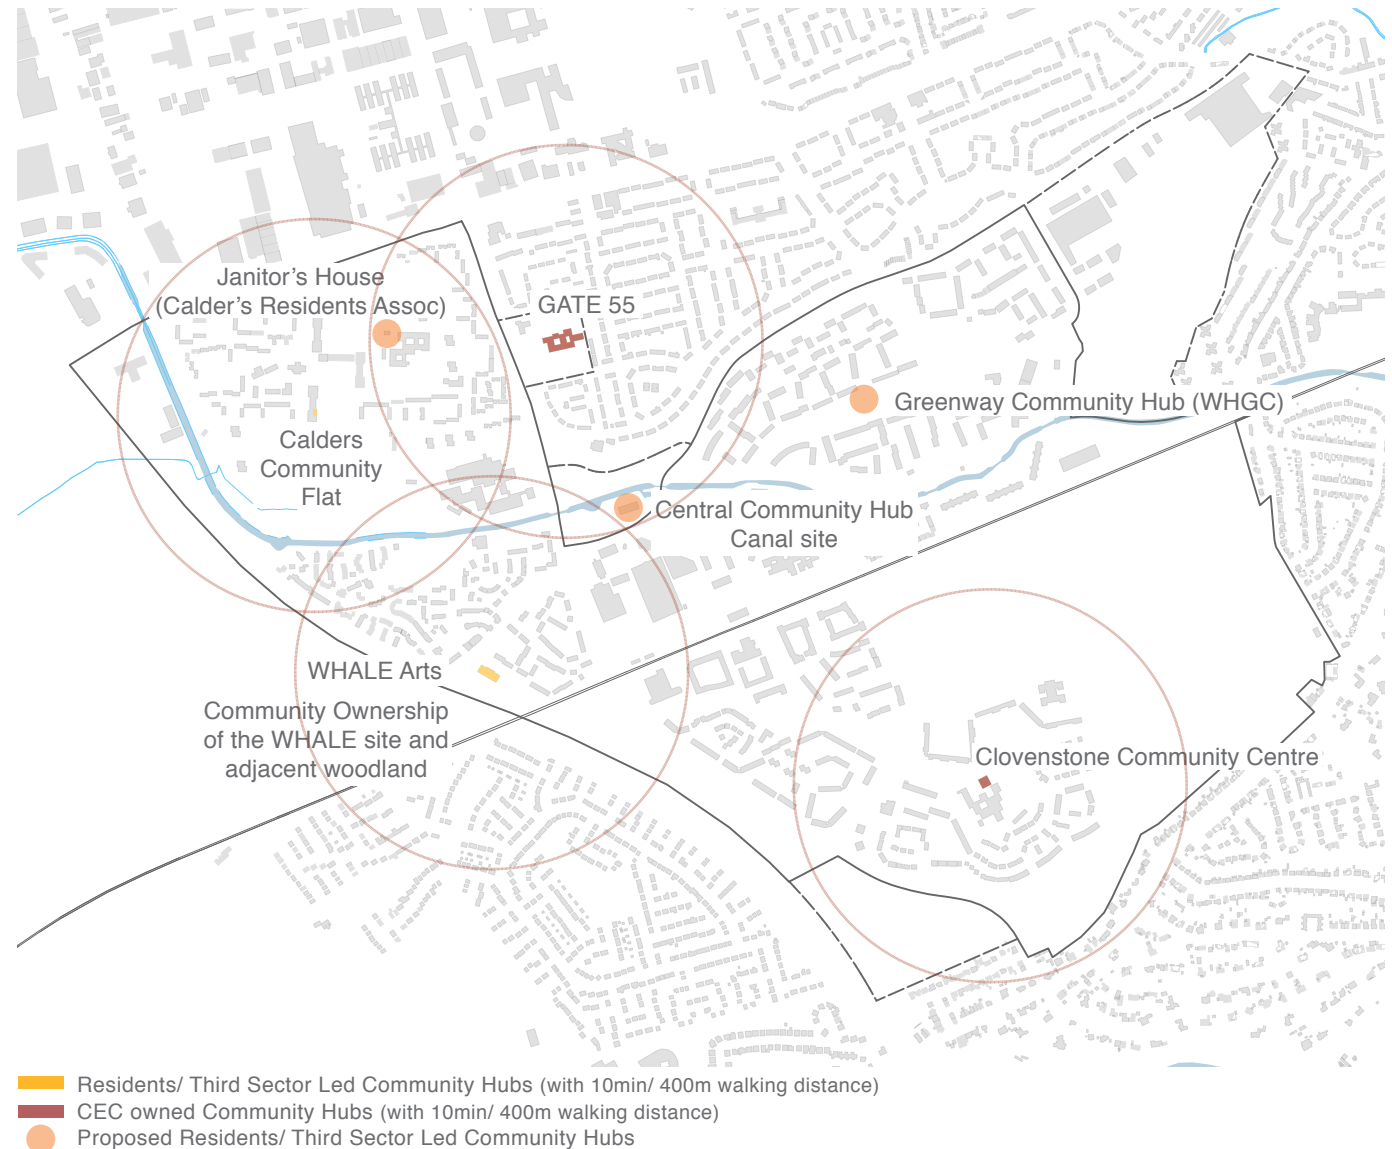 Janitor's House
(Calder's Residents Assoc)
GATE 55
Greenway Community Hub (WHGC)
Calders
Community
Flat
Central Community Hub
Canal site
WHALE Arts
Community Ownership
of the WHALE site and
adjacent woodland
Clovenstone Community Centre
Residents/ Third Sector Led Community Hubs (with 10min/ 400m walking distance)
CEC owned Community Hubs (with 10min/ 400m walking distance)
Proposed Residents/ Third Sector Led Community Hubs